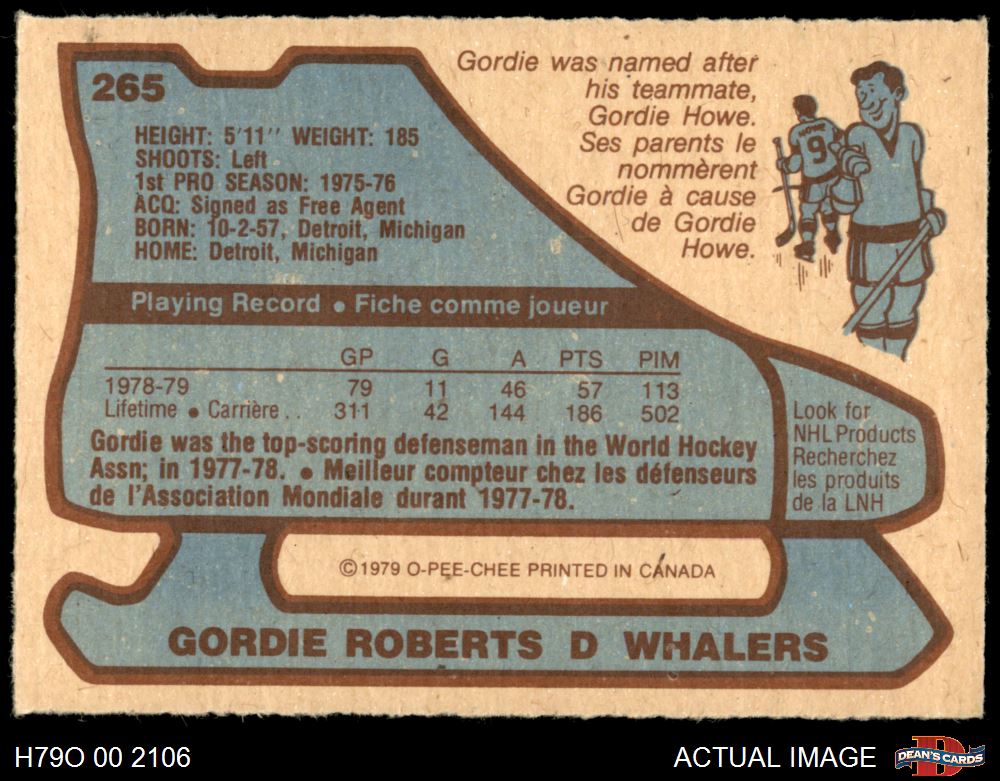 265
HEIGHT: 5'11" WEIGHT: 185
SHOOTS: Left
1st PRO SEASON: 1975-76
ACQ: Signed as Free Agent
BORN: 10-2-57, Detroit, Michigan
HOME: Detroit, Michigan
Gordie was named after
his teammate,
Gordie Howe.
Ses parents le
nommèrent
Gordie à cause
de Gordie
Howe.
HOWE
9
Playing Record • Fiche comme joueur
GP G A PTS PIM
1978-79 79 11 46 57 113
Lifetime • Carrière . . 311 42 144 186 502
Gordie was the top-scoring defenseman in the World Hockey
Assn; in 1977-78. • Meilleur compteur chez les défenseurs
de l'Association Mondiale durant 1977-78.
Look for
NHL Products
Recherchez
les produits
de la LNH
©1979 O-PEE-CHEE PRINTED IN CANADA
GORDIE ROBERTS D WHALERS
H79O 00 2106
ACTUAL IMAGE
D
DEAN'S CARDS